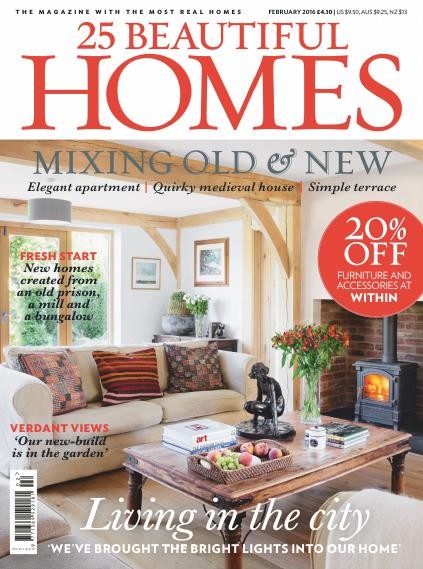 THE MAGAZINE WITH THE MOST REAL HOMES
FEBRUARY 2016 £4.10 | US $9.50, AUS $9.25, NZ $13
25 BEAUTIFUL
HOMES
MIXING OLD & NEW
Elegant apartment | Quirky medieval house | Simple terrace
20%
OFF
FURNITURE AND
ACCESSORIES AT
WITHIN
FRESH START
New homes
created from
an old prison,
a mill and
a bungalow
VERDANT VIEWS
‘Our new-build
is in the garden’
art
Living in the city
‘WE’VE BROUGHT THE BRIGHT LIGHTS INTO OUR HOME’